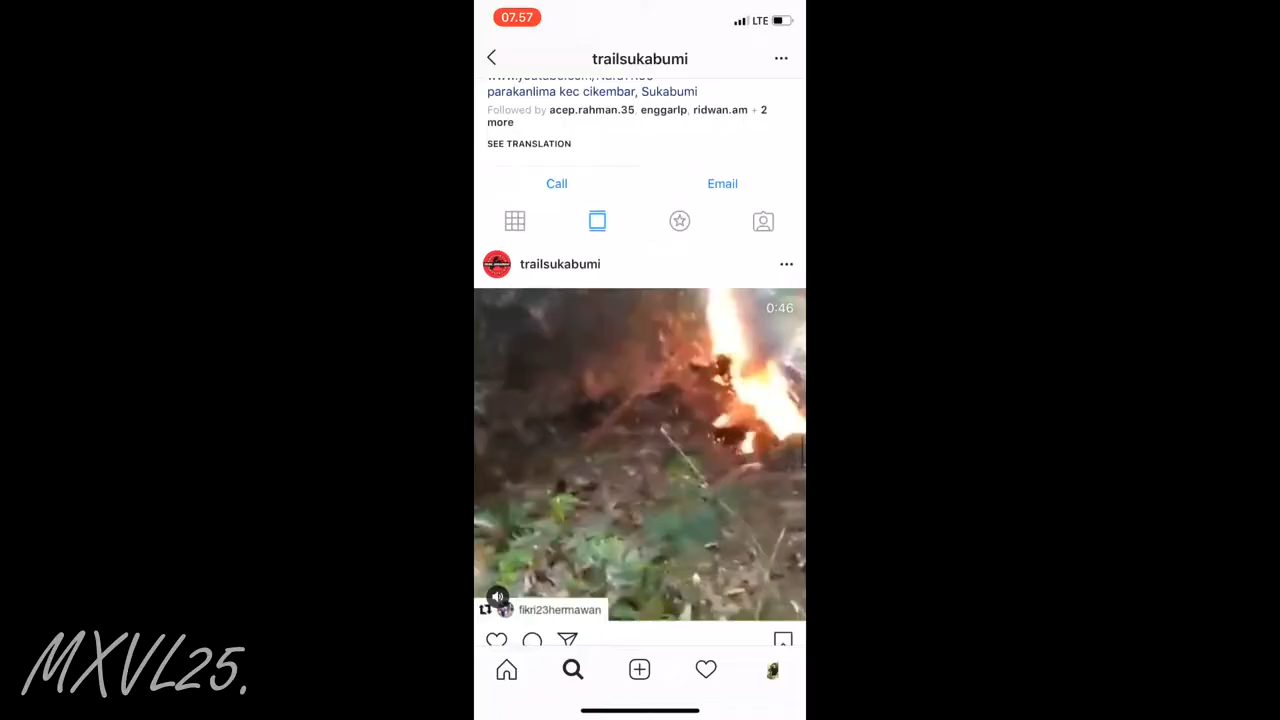 07.57
LTE
trailsukabumi
parakanlima kec cikembar, Sukabumi
Followed by acep.rahman.35, enggarlp, ridwan.am + 2
more
SEE TRANSLATION
Call Email
trailsukabumi
0:46
fikri23hermawan
MXVL25.